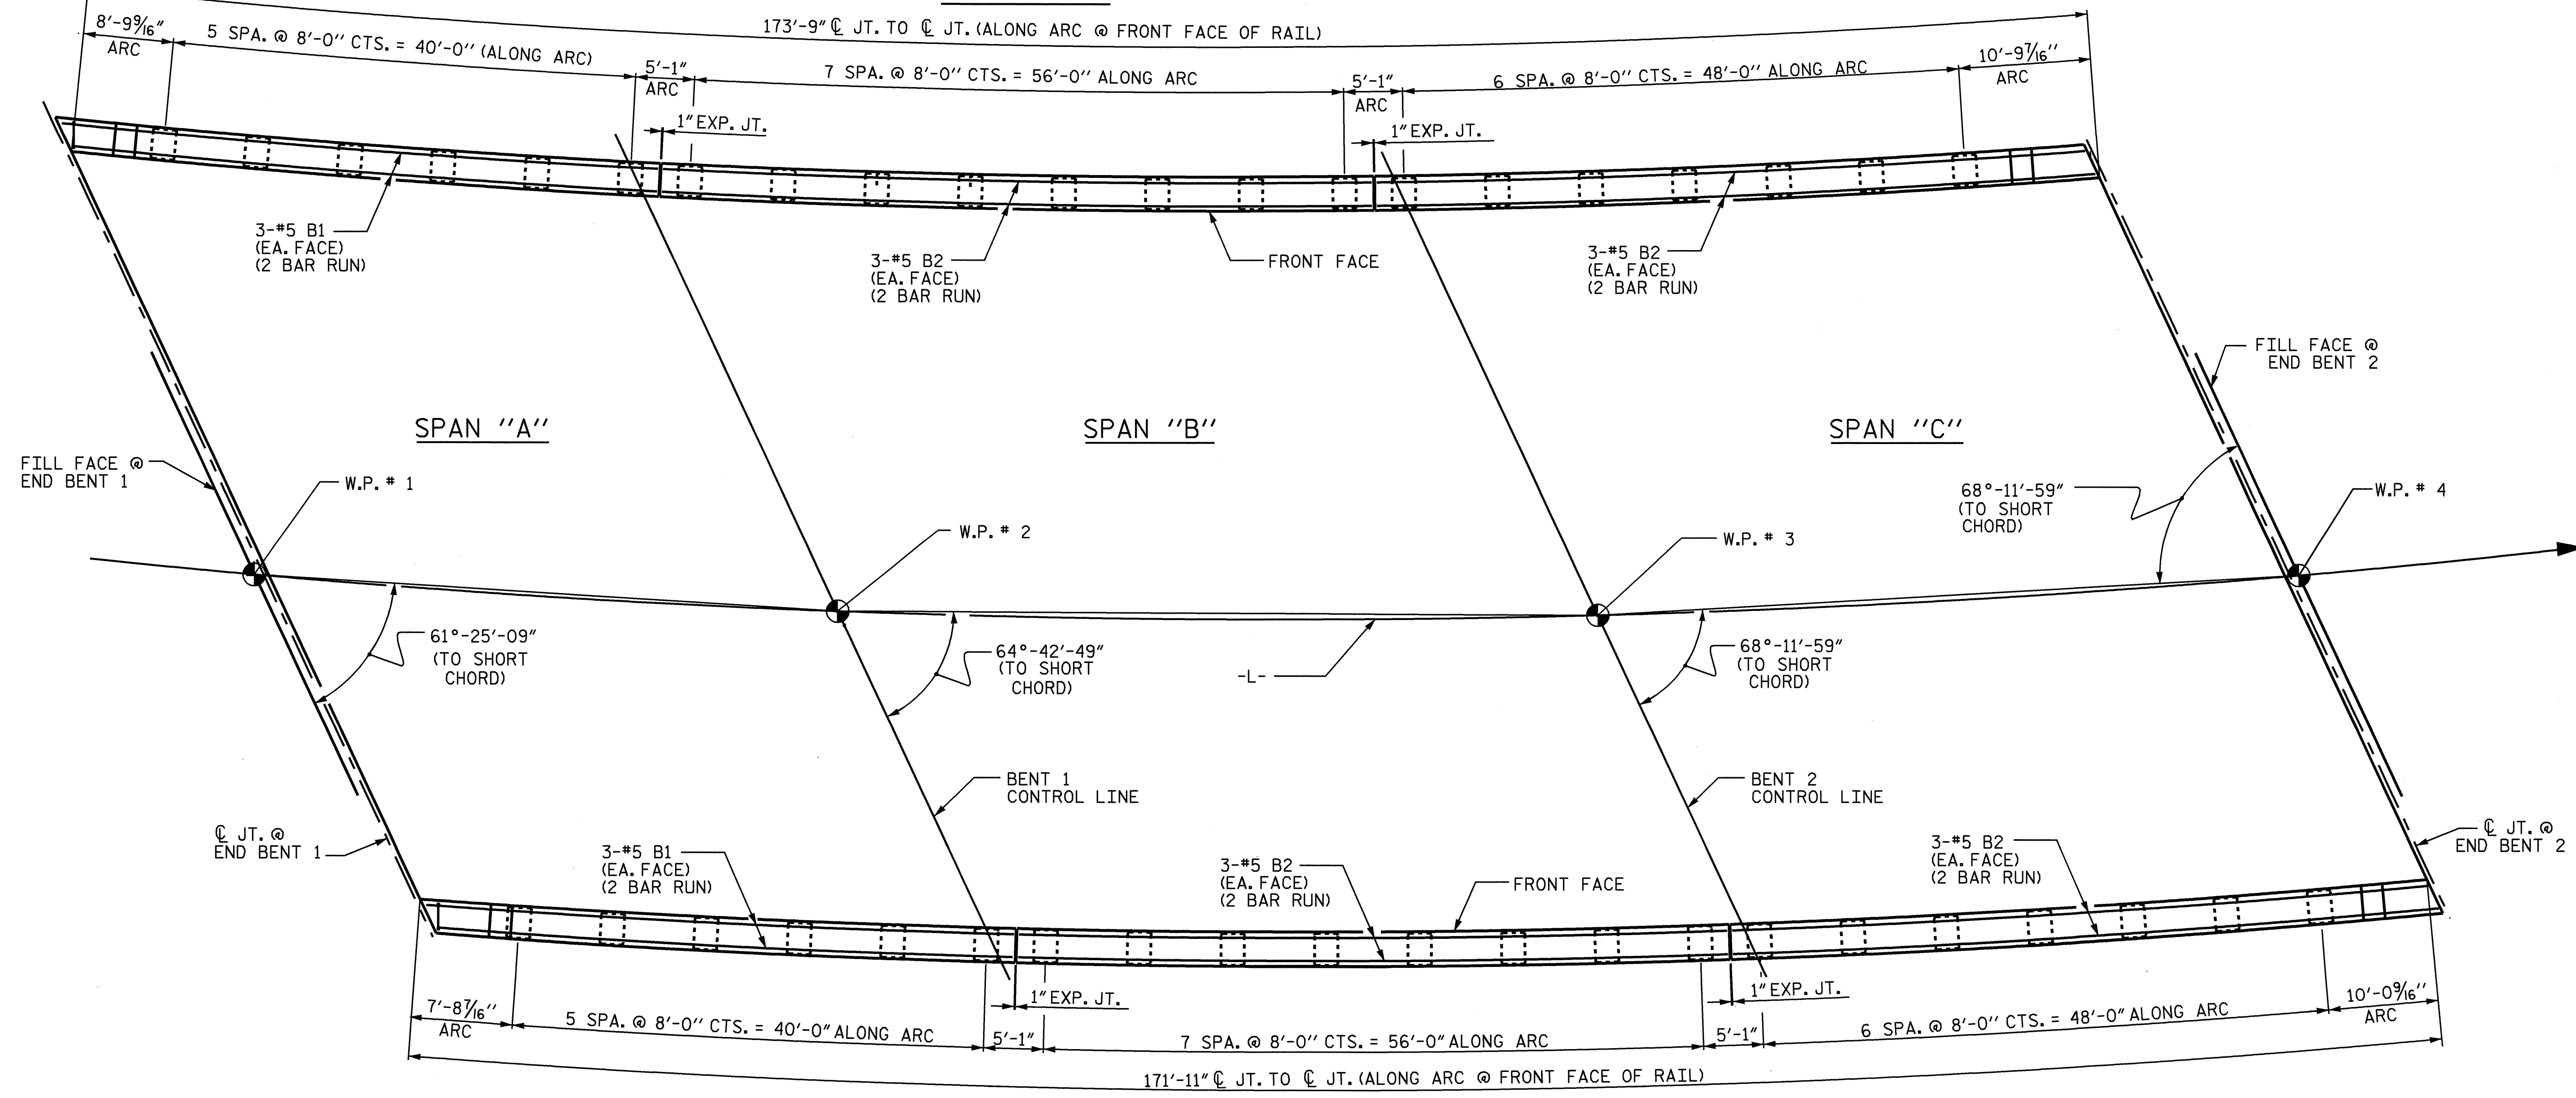 173'-9" ℄ JT. TO ℄ JT. (ALONG ARC @ FRONT FACE OF RAIL)
8'-9 9/16"
ARC
5 SPA. @ 8'-0" CTS. = 40'-0" (ALONG ARC)
5'-1"
ARC
7 SPA. @ 8'-0" CTS. = 56'-0" ALONG ARC
5'-1"
ARC
6 SPA. @ 8'-0" CTS. = 48'-0" ALONG ARC
10'-9 7/16"
ARC
1" EXP. JT.
1" EXP. JT.
3-#5 B1
(EA. FACE)
(2 BAR RUN)
3-#5 B2
(EA. FACE)
(2 BAR RUN)
FRONT FACE
3-#5 B2
(EA. FACE)
(2 BAR RUN)
FILL FACE @
END BENT 2
SPAN "A"
SPAN "B"
SPAN "C"
FILL FACE @
END BENT 1
W.P. # 1
W.P. # 2
W.P. # 3
68°-11'-59"
(TO SHORT
CHORD)
W.P. # 4
61°-25'-09"
(TO SHORT
CHORD)
64°-42'-49"
(TO SHORT
CHORD)
-L-
68°-11'-59"
(TO SHORT
CHORD)
BENT 1
CONTROL LINE
BENT 2
CONTROL LINE
℄ JT. @
END BENT 1
3-#5 B1
(EA. FACE)
(2 BAR RUN)
3-#5 B2
(EA. FACE)
(2 BAR RUN)
FRONT FACE
3-#5 B2
(EA. FACE)
(2 BAR RUN)
℄ JT. @
END BENT 2
1" EXP. JT.
1" EXP. JT.
7'-8 7/16"
ARC
5 SPA. @ 8'-0" CTS. = 40'-0" ALONG ARC
5'-1"
7 SPA. @ 8'-0" CTS. = 56'-0" ALONG ARC
5'-1"
6 SPA. @ 8'-0" CTS. = 48'-0" ALONG ARC
10'-0 9/16"
ARC
171'-11" ℄ JT. TO ℄ JT. (ALONG ARC @ FRONT FACE OF RAIL)